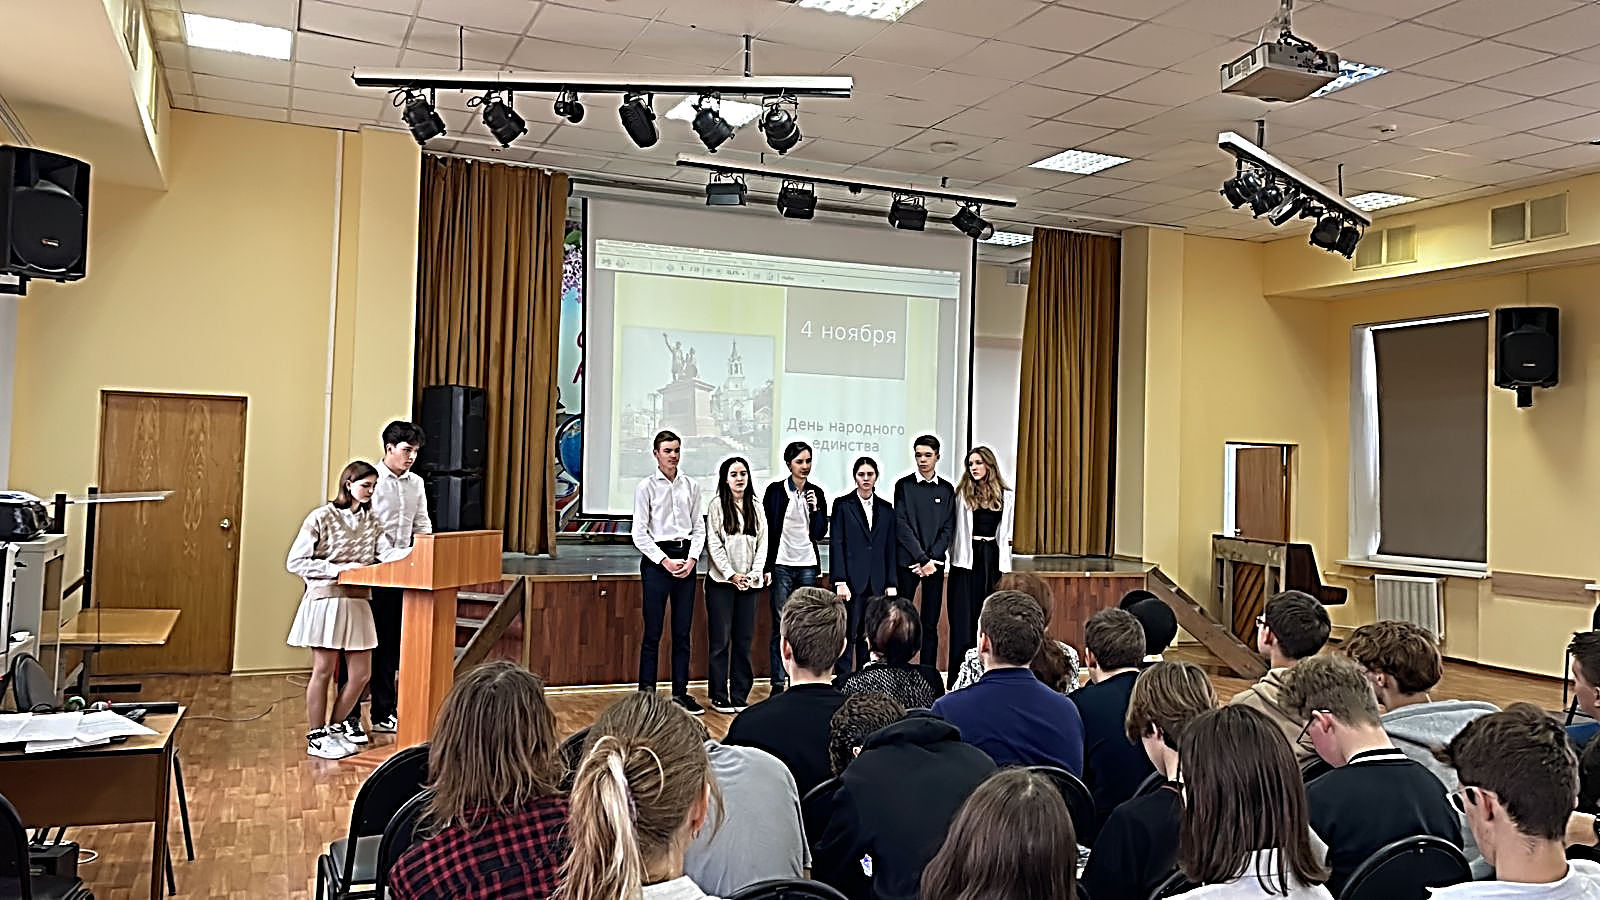 4 ноября
День народного
единства